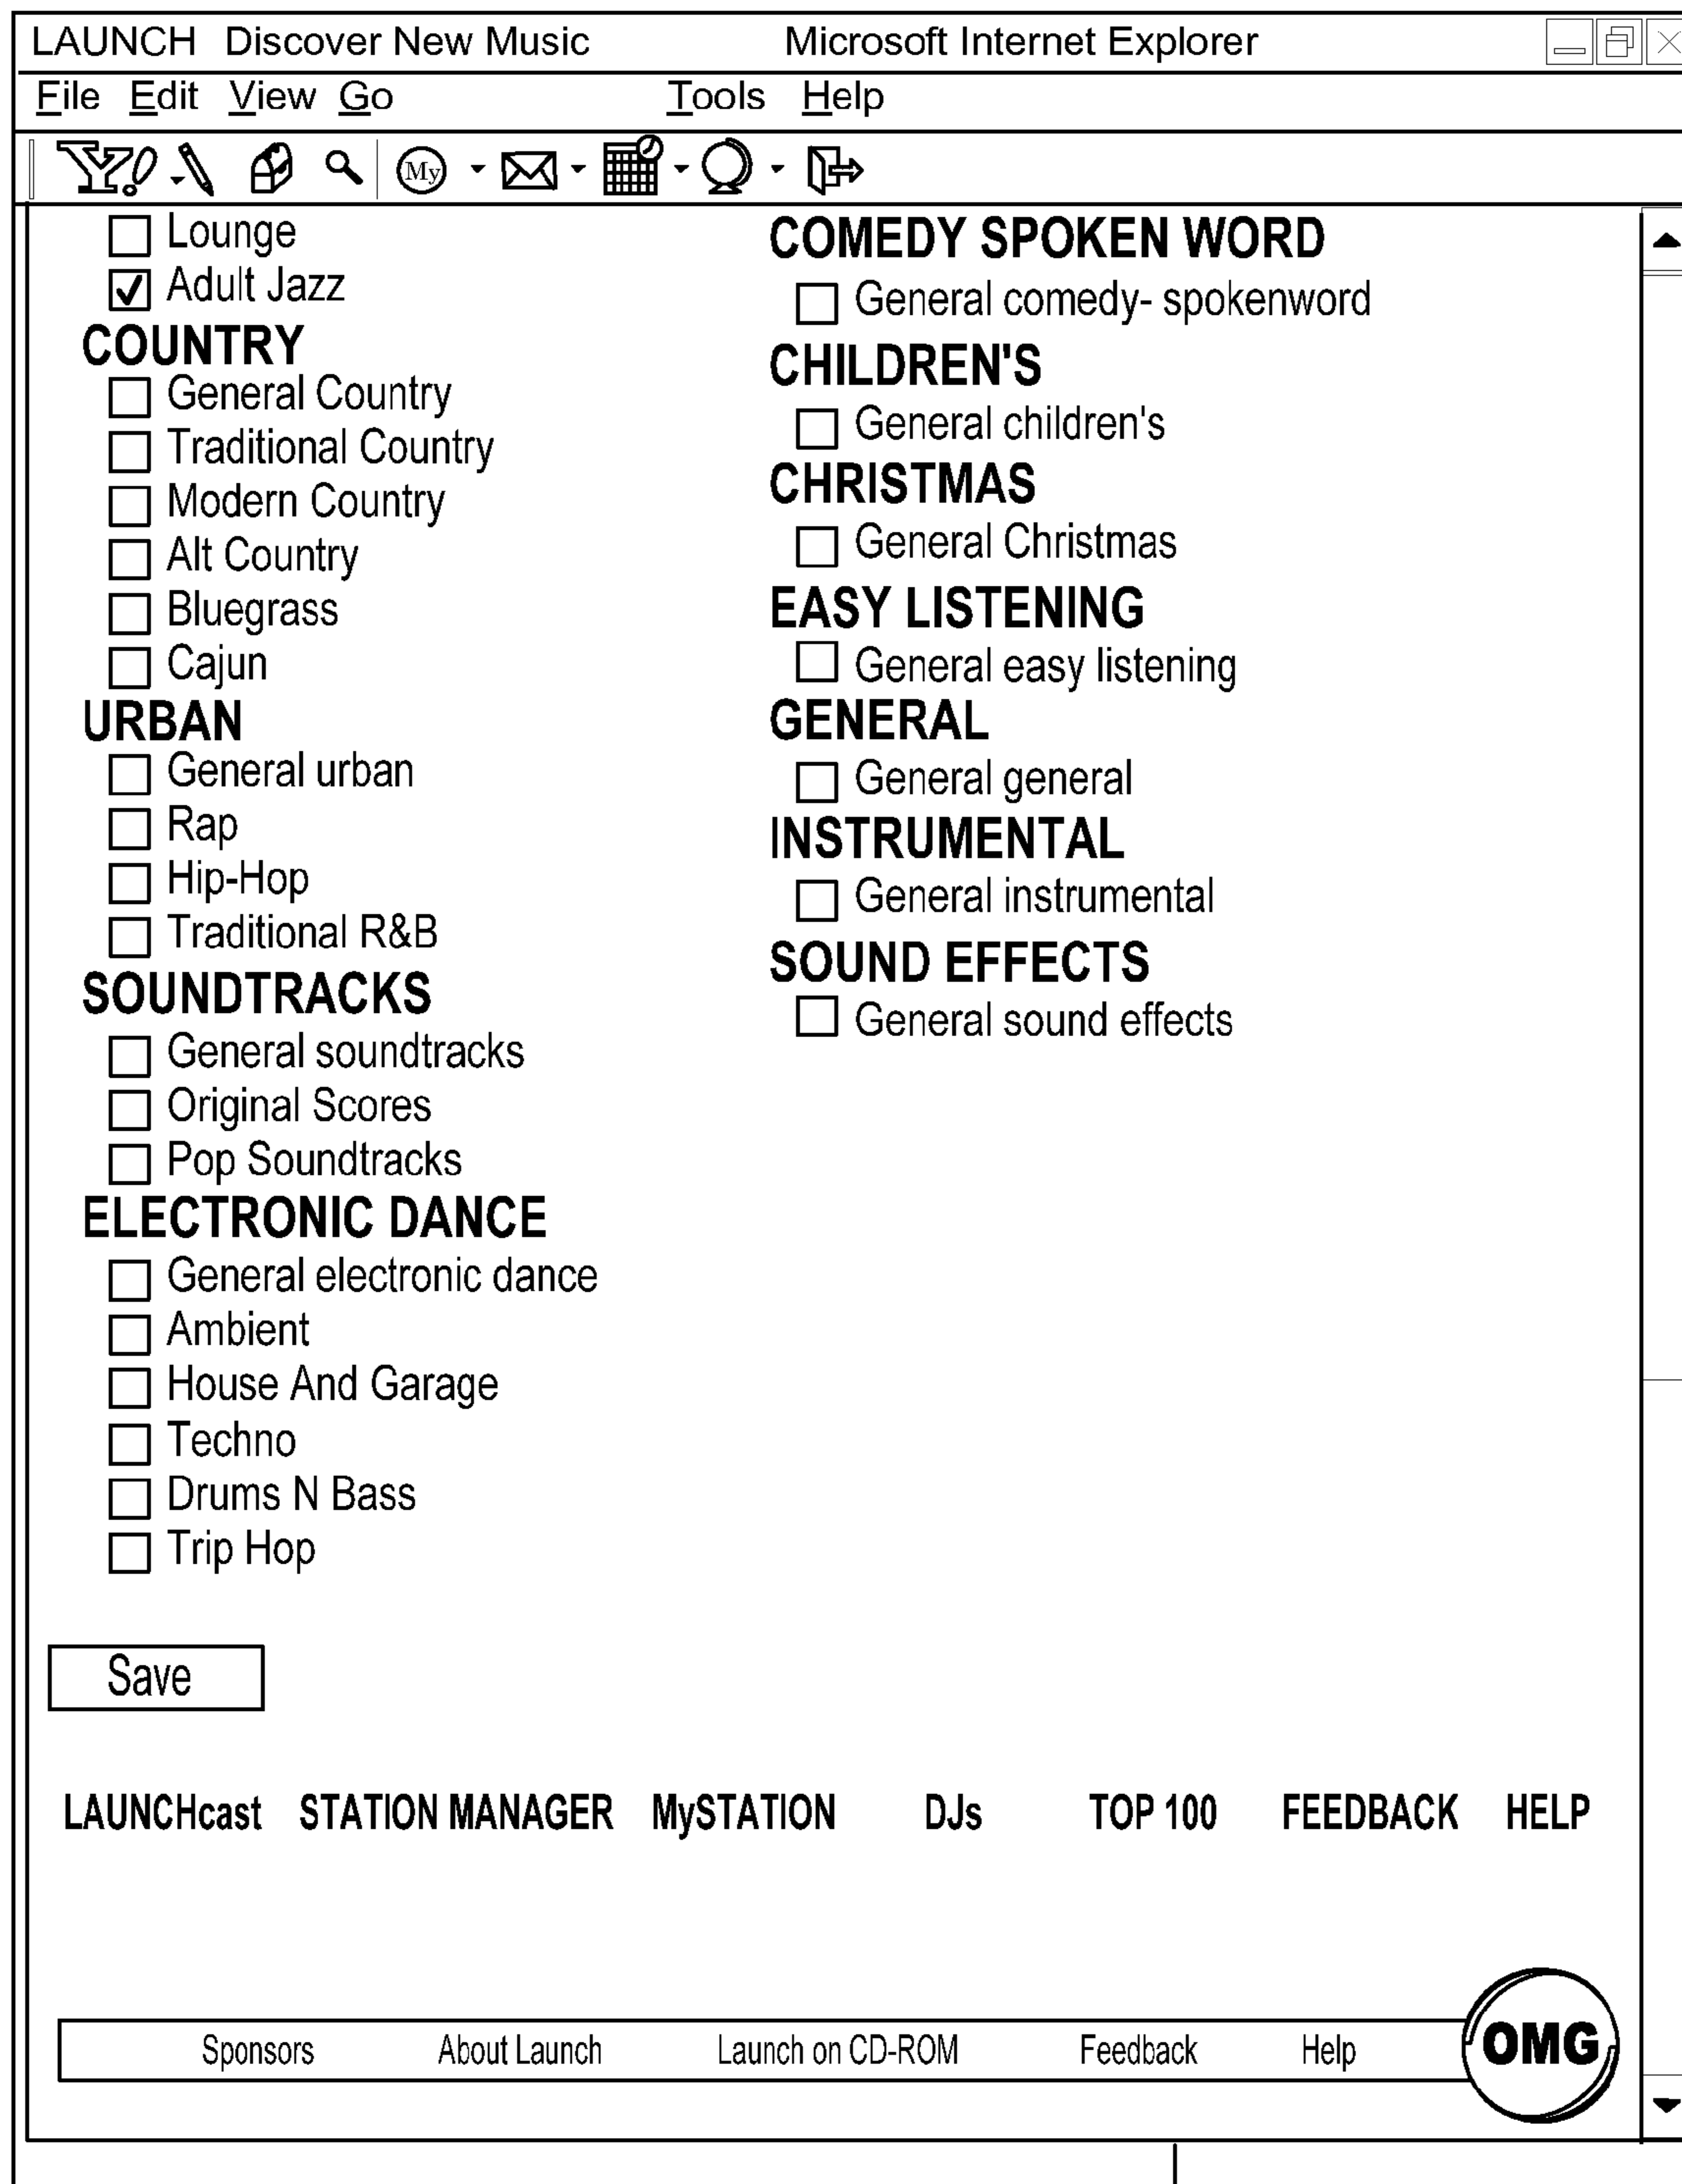 LAUNCH Discover New Music Microsoft Internet Explorer
File Edit View Go Tools Help
Y! My
Lounge
Adult Jazz
COUNTRY
General Country
Traditional Country
Modern Country
Alt Country
Bluegrass
Cajun
URBAN
General urban
Rap
Hip-Hop
Traditional R&B
SOUNDTRACKS
General soundtracks
Original Scores
Pop Soundtracks
ELECTRONIC DANCE
General electronic dance
Ambient
House And Garage
Techno
Drums N Bass
Trip Hop
COMEDY SPOKEN WORD
General comedy- spokenword
CHILDREN'S
General children's
CHRISTMAS
General Christmas
EASY LISTENING
General easy listening
GENERAL
General general
INSTRUMENTAL
General instrumental
SOUND EFFECTS
General sound effects
Save
LAUNCHcast STATION MANAGER MySTATION DJs TOP 100 FEEDBACK HELP
Sponsors About Launch Launch on CD-ROM Feedback Help OMG